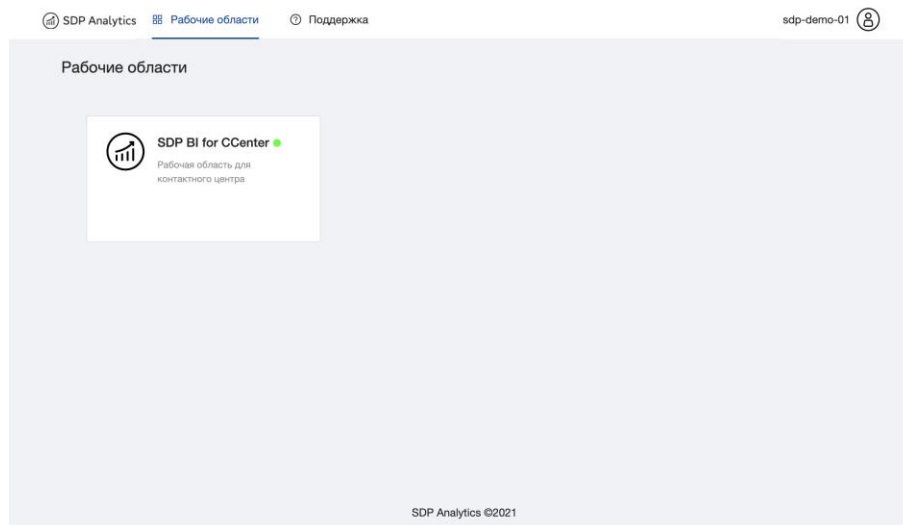 SDP Analytics Рабочие области Поддержка sdp-demo-01
Рабочие области
SDP BI for CCenter
Рабочая область для
контактного центра
SDP Analytics ©2021